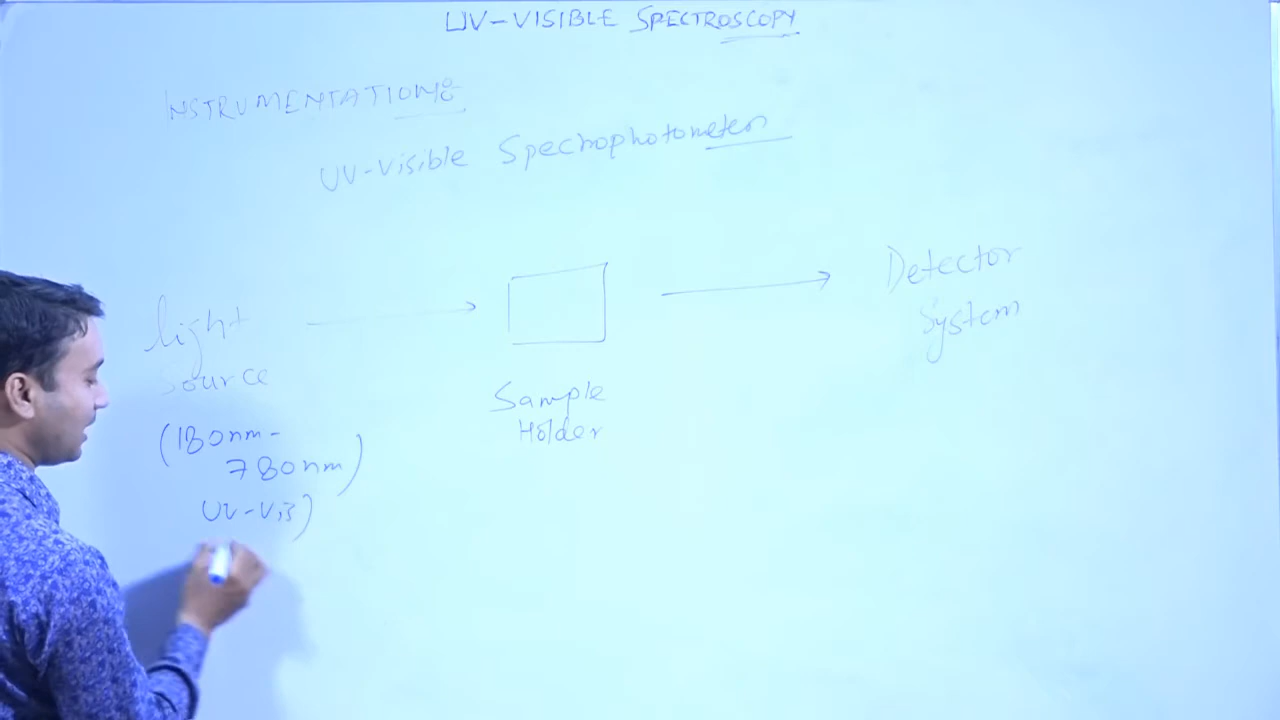 UV-VISIBLE SPECTROSCOPY
INSTRUMENTATION:
UV-Visible Spectrophotometer
light
Source
(180nm-
780nm)
UV-Vis)
Sample
Holder
Detector
System